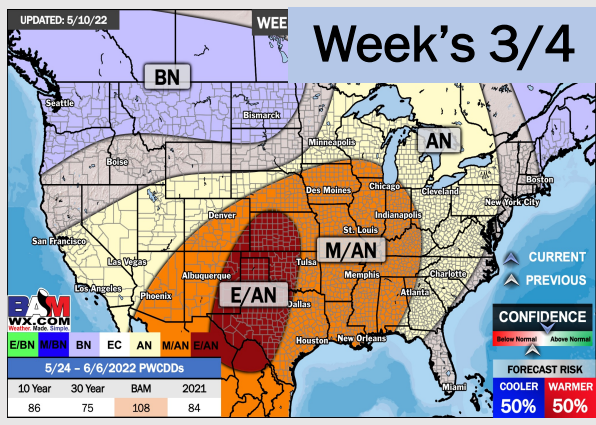 UPDATED: 5/10/22
WEE
Week's 3/4
BN
AN
Seattle
Bismarck
Minneapolis
Boise
Boston
Des Moines
Chicago
Cleveland
New York City
Denver
Indianapolis
San Francisco
St. Louis
M/AN
Las Vegas
Tulsa
CURRENT
Albuquerque
Memphis
Charlotte
PREVIOUS
Los Angeles
Phoenix
E/AN
Dallas
Atlanta
BAM
WX.COM
Weather. Made. Simple.
CONFIDENCE
Houston
New Orleans
Below Normal
Above Normal
E/BN
M/BN
BN
EC
AN
M/AN
E/AN
5/24 – 6/6/2022 PWCDDs
FORECAST RISK
10 Year
30 Year
BAM
2021
Miami
COOLER
WARMER
86
75
108
84
50%
50%